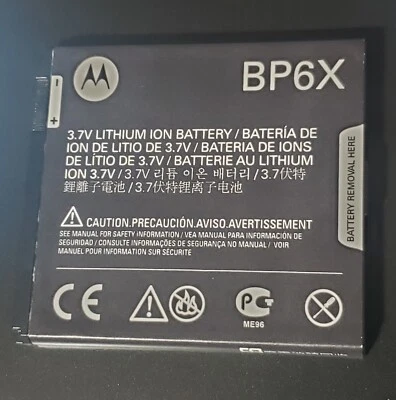 BP6X
3.7V LITHIUM ION BATTERY / BATERÍA DE
ION DE LITIO DE 3.7V / BATERIA DE IONS
DE LÍTIO DE 3.7V / BATTERIE AU LITHIUM
ION 3.7V / 3.7V 리튬 이온 배터리 / 3.7伏特
鋰離子電池 / 3.7伏特锂离子电池 /
BATTERY REMOVAL HERE
CAUTION.PRECAUCIÓN.AVISO.AVERTISSEMENT
SEE MANUAL FOR SAFETY INFORMATION / VEA MANUAL PARA INFORMACIÓN DE
SEGURIDAD / CONSULTE INFORMAÇÕES DE SEGURANÇA NO MANUAL / VOIR
MANUEL POUR INFORMATION DE SÉCURITÉ
CE
PCT
ME96